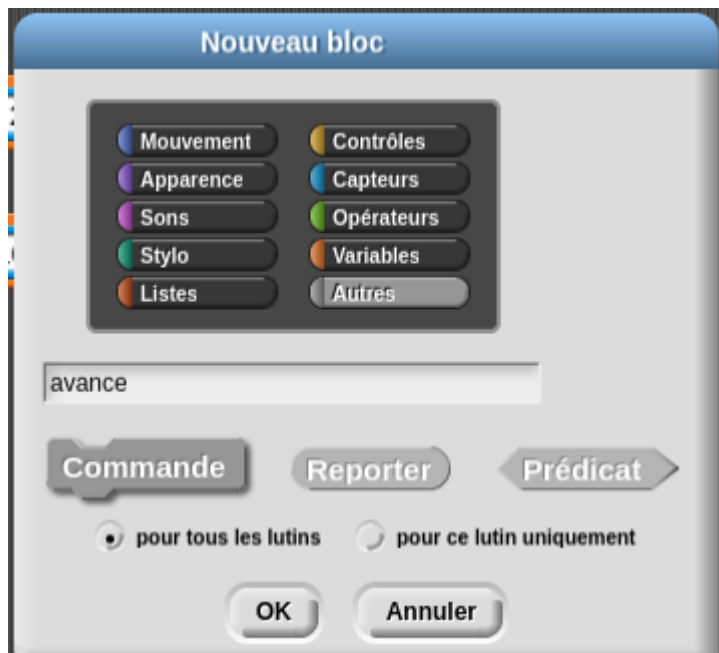 Nouveau bloc
Mouvement
Contrôles
Apparence
Capteurs
Sons
Opérateurs
Stylo
Variables
Listes
Autres
avance
Commande
Reporter
Prédicat
pour tous les lutins
pour ce lutin uniquement
OK
Annuler